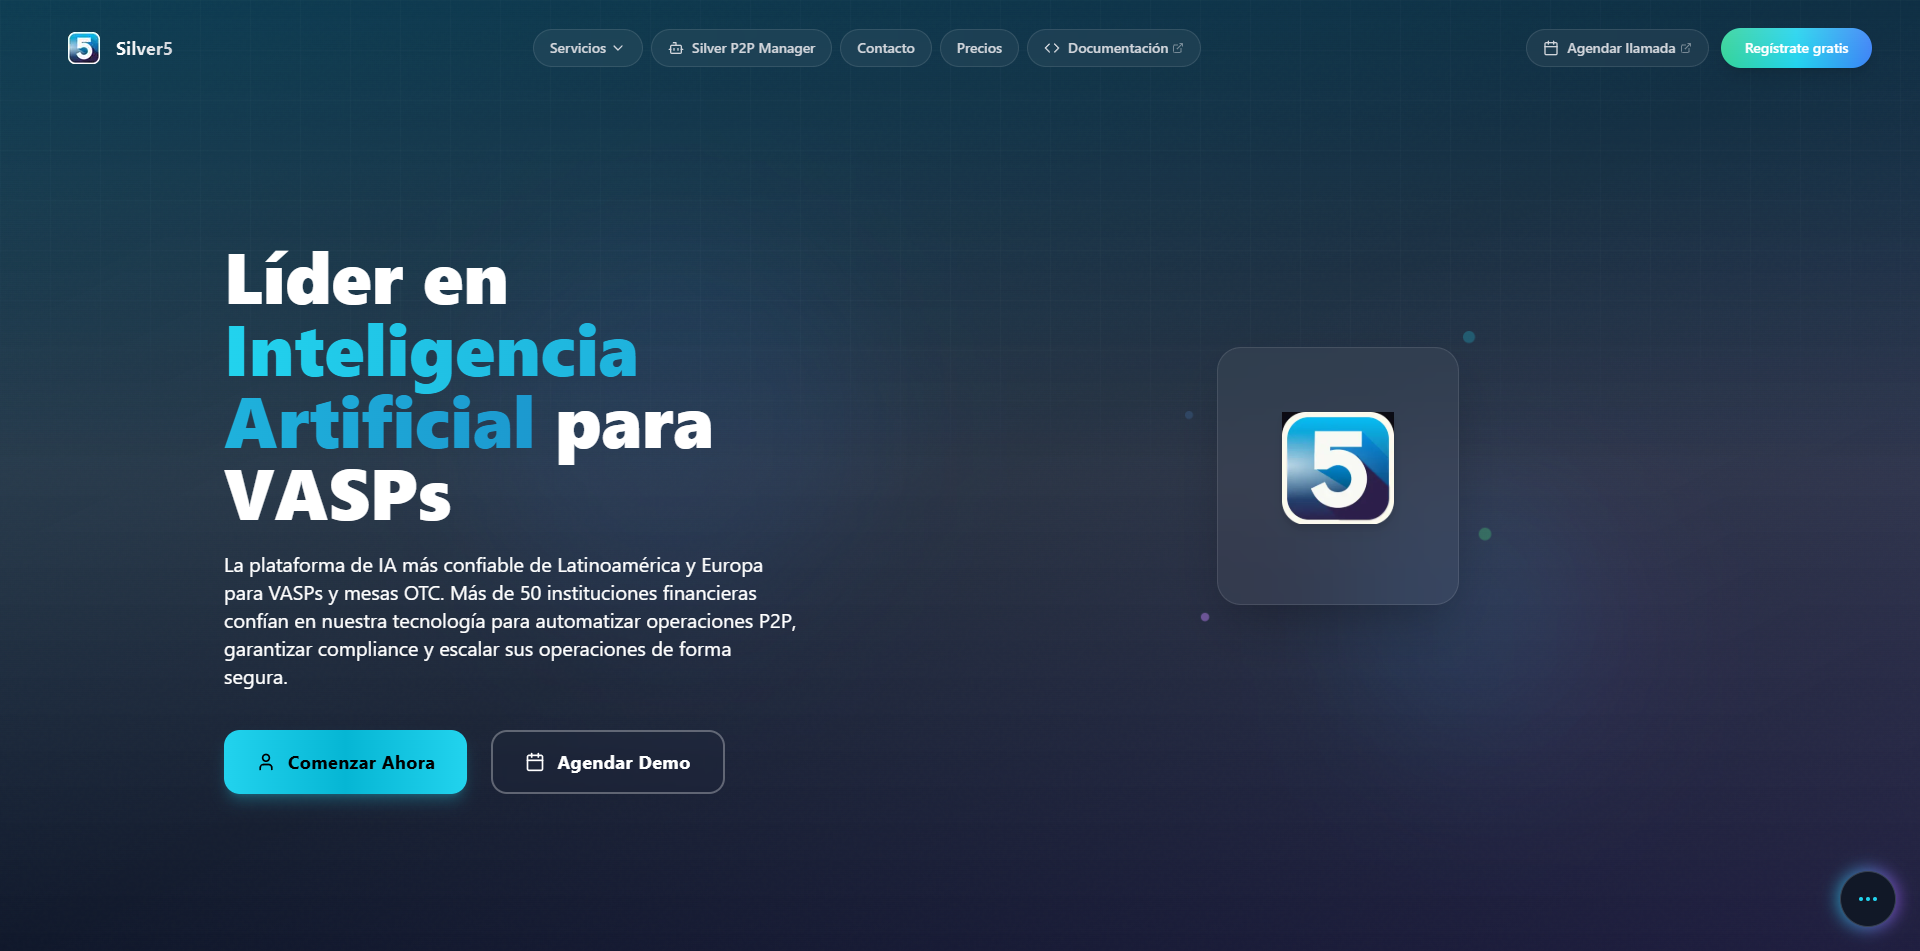 5 Silver5
Servicios
Silver P2P Manager
Contacto
Precios
Documentación
Agendar llamada
Regístrate gratis
Líder en
Inteligencia
Artificial para
VASPs
5
La plataforma de IA más confiable de Latinoamérica y Europa
para VASPs y mesas OTC. Más de 50 instituciones financieras
confían en nuestra tecnología para automatizar operaciones P2P,
garantizar compliance y escalar sus operaciones de forma
segura.
Comenzar Ahora
Agendar Demo